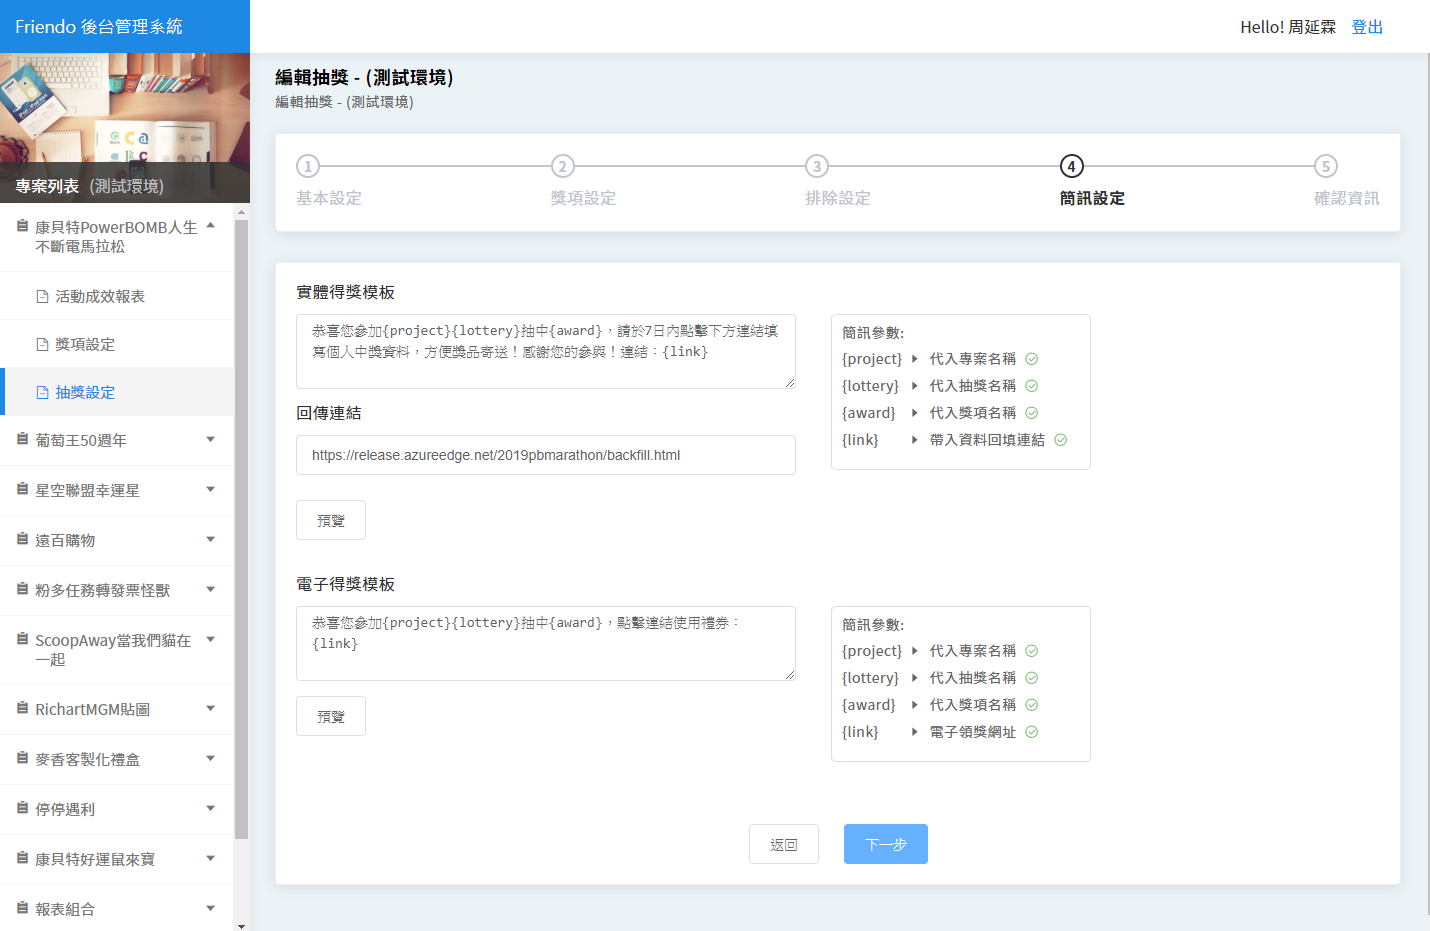 Friendo 後台管理系統
Hello! 周延霖 登出
專案列表 (測試環境)
康貝特PowerBOMB人生
不斷電馬拉松
活動成效報表
獎項設定
抽獎設定
葡萄王50週年
星空聯盟幸運星
遠百購物
粉多任務轉發票怪獸
ScoopAway當我們貓在
一起
RichartMGM貼圖
麥香客製化禮盒
停停遇利
康貝特好運鼠來寶
報表組合
編輯抽獎 - (測試環境)
編輯抽獎 - (測試環境)
1 2 3 4 5
基本設定 獎項設定 排除設定 簡訊設定 確認資訊
實體得獎模板
恭喜您參加{project}{lottery}抽中{award}，請於7日內點擊下方連結填
寫個人中獎資料，方便獎品寄送！感謝您的參與！連結：{link}
簡訊參數:
{project} 代入專案名稱
{lottery} 代入抽獎名稱
{award} 代入獎項名稱
{link} 帶入資料回填連結
回傳連結
https://release.azureedge.net/2019pbmarathon/backfill.html
預覽
電子得獎模板
恭喜您參加{project}{lottery}抽中{award}，點擊連結使用禮券：
{link}
簡訊參數:
{project} 代入專案名稱
{lottery} 代入抽獎名稱
{award} 代入獎項名稱
{link} 電子領獎網址
預覽
返回 下一步